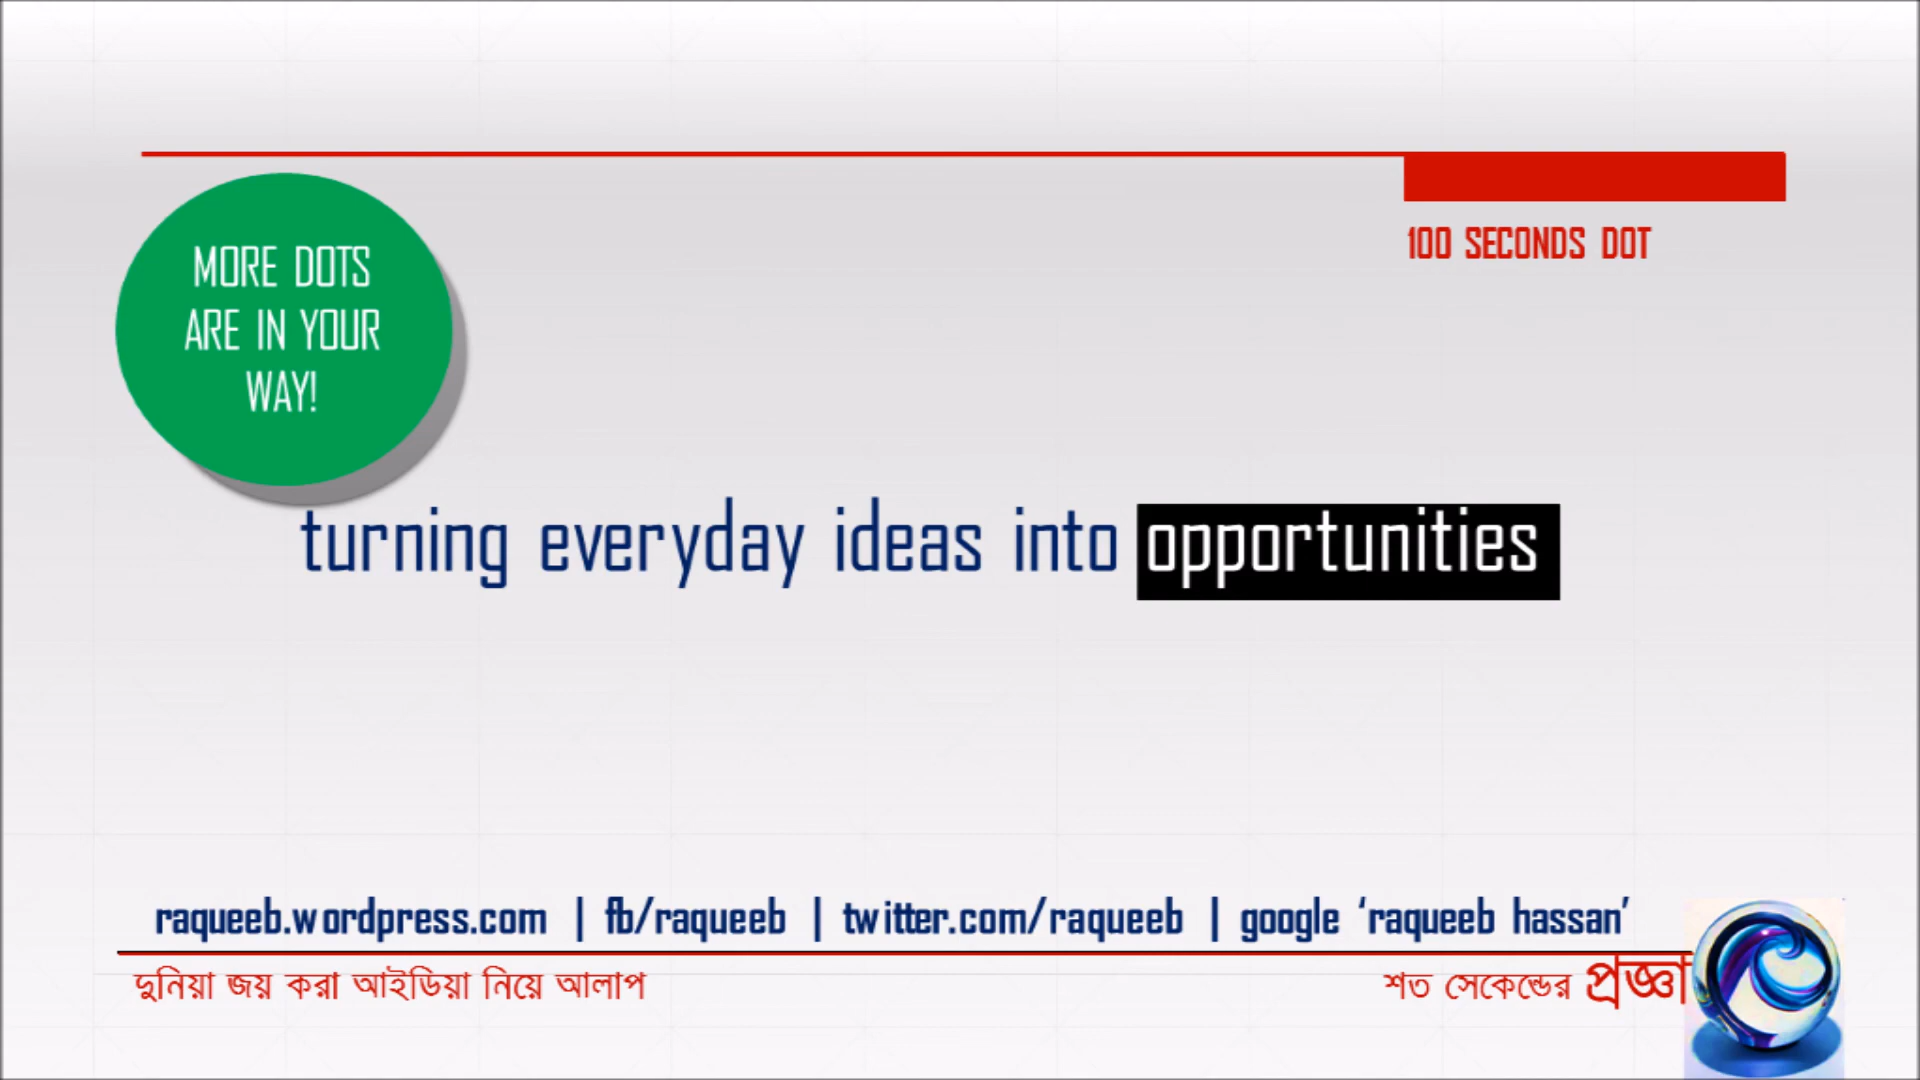 100 SECONDS DOT
MORE DOTS
ARE IN YOUR
WAY!
turning everyday ideas into opportunities
raqueeb.wordpress.com | fb/raqueeb | twitter.com/raqueeb | google ‘raqueeb hassan’
দুনিয়া জয় করা আইডিয়া নিয়ে আলাপ
শত সেকেন্ডের প্রজ্ঞা